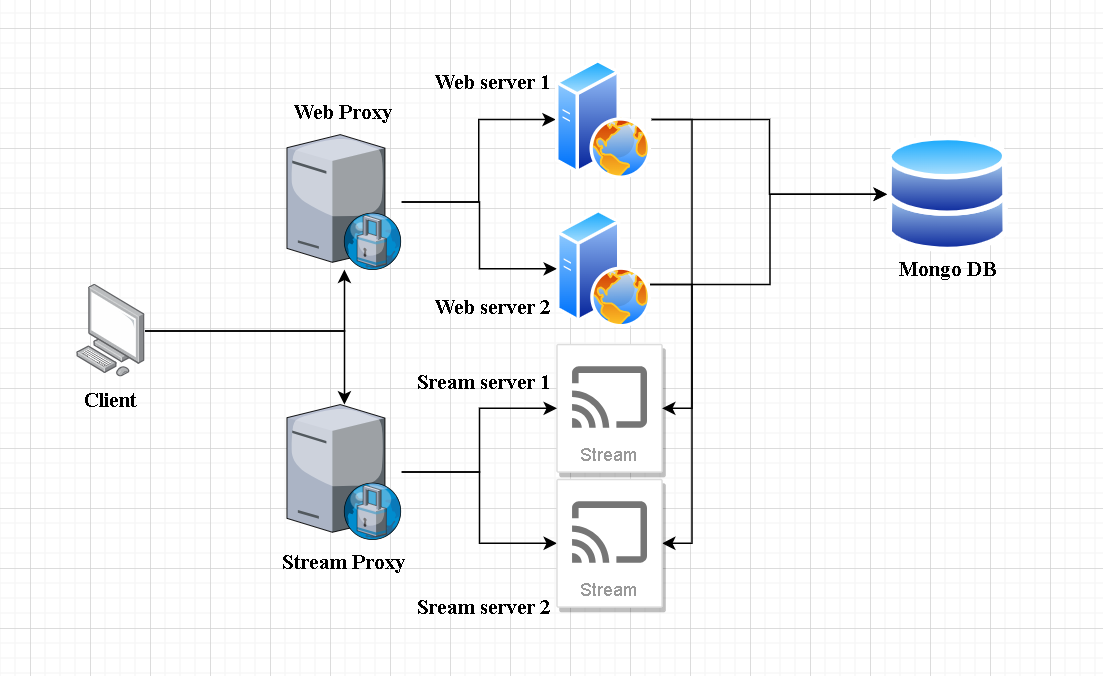 Web server 1
Web Proxy
Web server 2
Mongo DB
Client
Sream server 1
Stream
Stream Proxy
Stream
Sream server 2